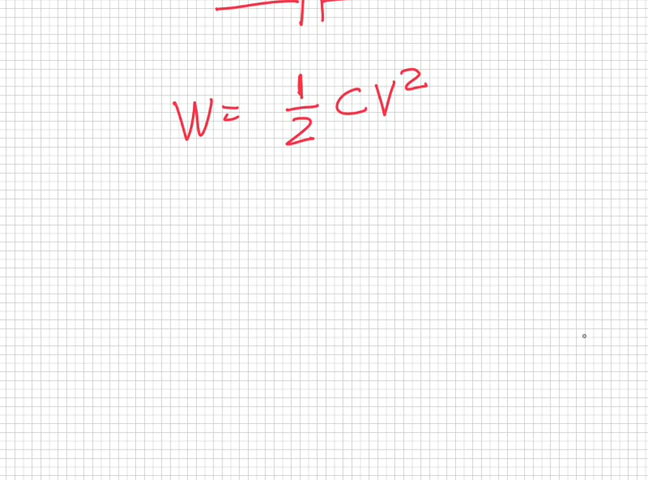 W = 1/2 CV²